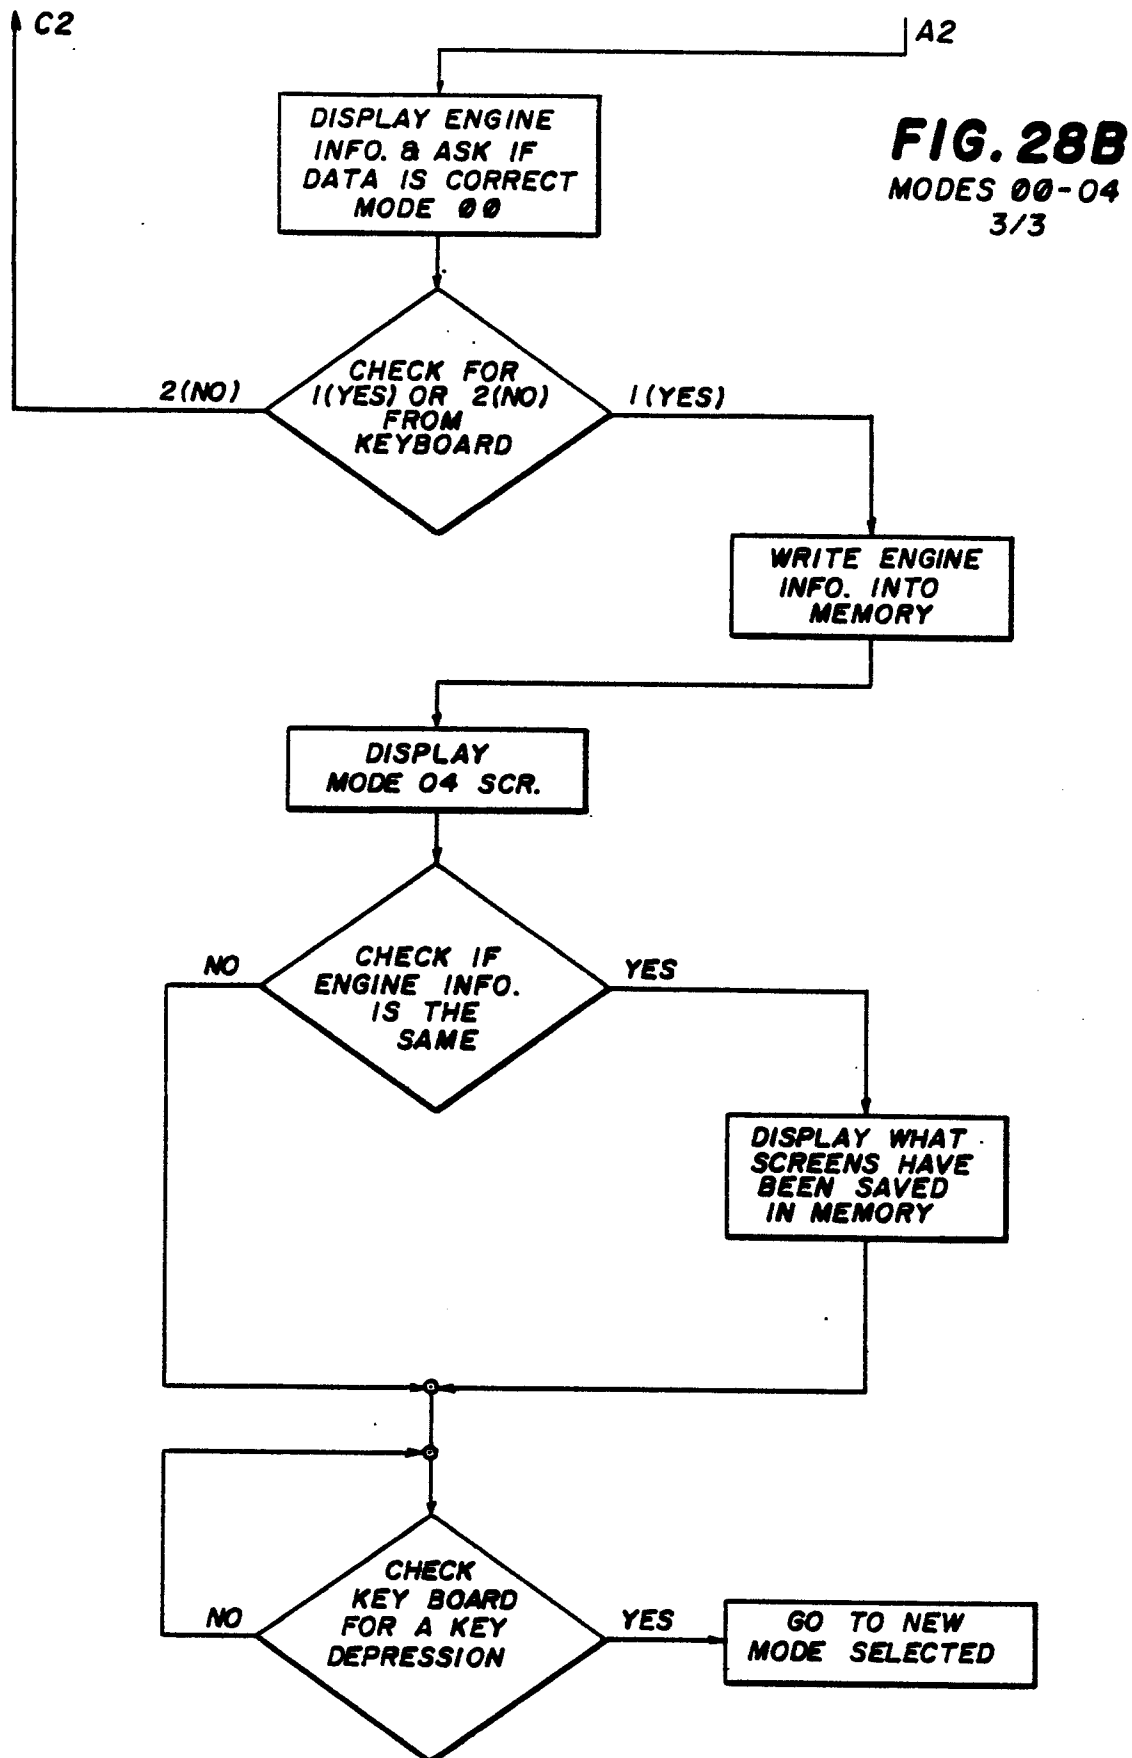 C2
A2
DISPLAY ENGINE
INFO. & ASK IF
DATA IS CORRECT
MODE 00
FIG. 28B
MODES 00-04
3/3
CHECK FOR
1(YES) OR 2(NO)
FROM
KEYBOARD
2(NO)
1(YES)
WRITE ENGINE
INFO. INTO
MEMORY
DISPLAY
MODE 04 SCR.
CHECK IF
ENGINE INFO.
IS THE
SAME
NO
YES
DISPLAY WHAT
SCREENS HAVE
BEEN SAVED
IN MEMORY
CHECK
KEY BOARD
FOR A KEY
DEPRESSION
NO
YES
GO TO NEW
MODE SELECTED